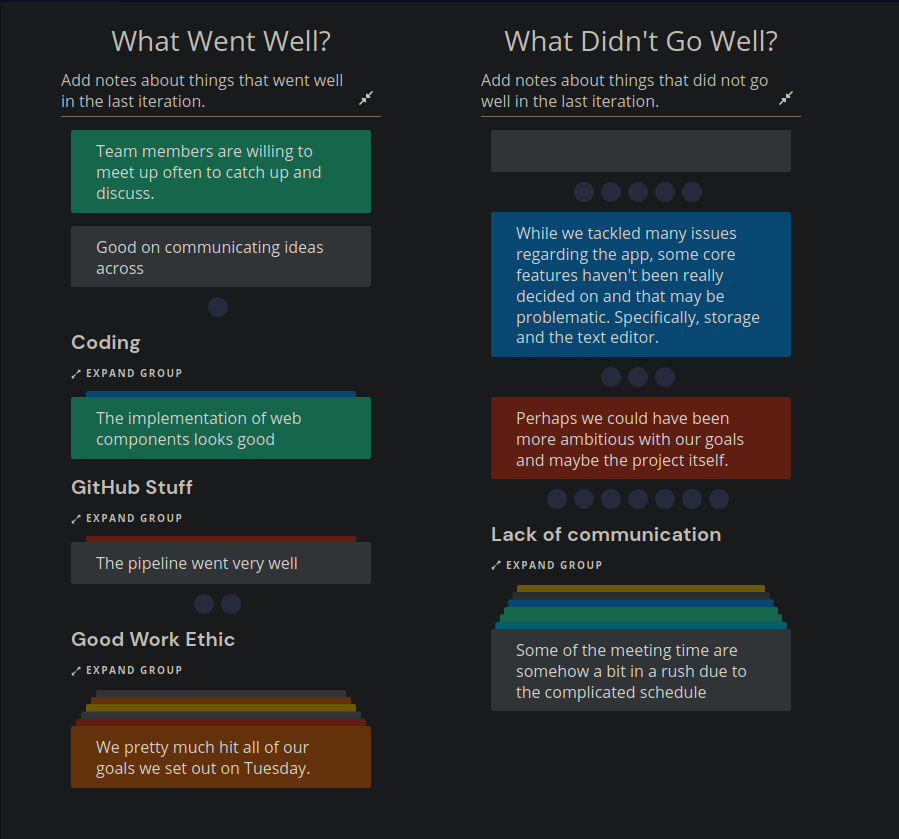 What Went Well?
Add notes about things that went well
in the last iteration.
Team members are willing to
meet up often to catch up and
discuss.
Good on communicating ideas
across
Coding
EXPAND GROUP
The implementation of web
components looks good
GitHub Stuff
EXPAND GROUP
The pipeline went very well
Good Work Ethic
EXPAND GROUP
We pretty much hit all of our
goals we set out on Tuesday.
What Didn't Go Well?
Add notes about things that did not go
well in the last iteration.
While we tackled many issues
regarding the app, some core
features haven't been really
decided on and that may be
problematic. Specifically, storage
and the text editor.
Perhaps we could have been
more ambitious with our goals
and maybe the project itself.
Lack of communication
EXPAND GROUP
Some of the meeting time are
somehow a bit in a rush due to
the complicated schedule